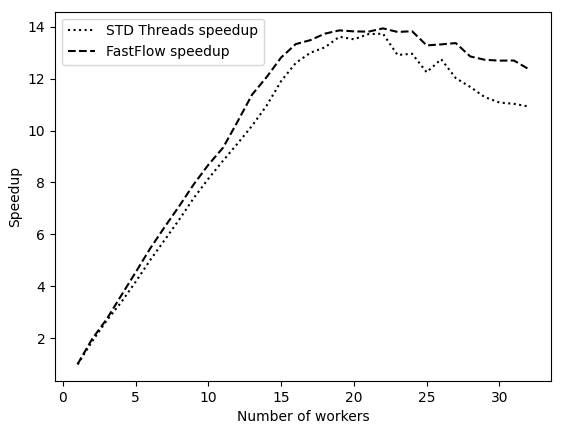 STD Threads speedup
FastFlow speedup
14
12
10
8
6
4
2
Speedup
0 5 10 15 20 25 30
Number of workers